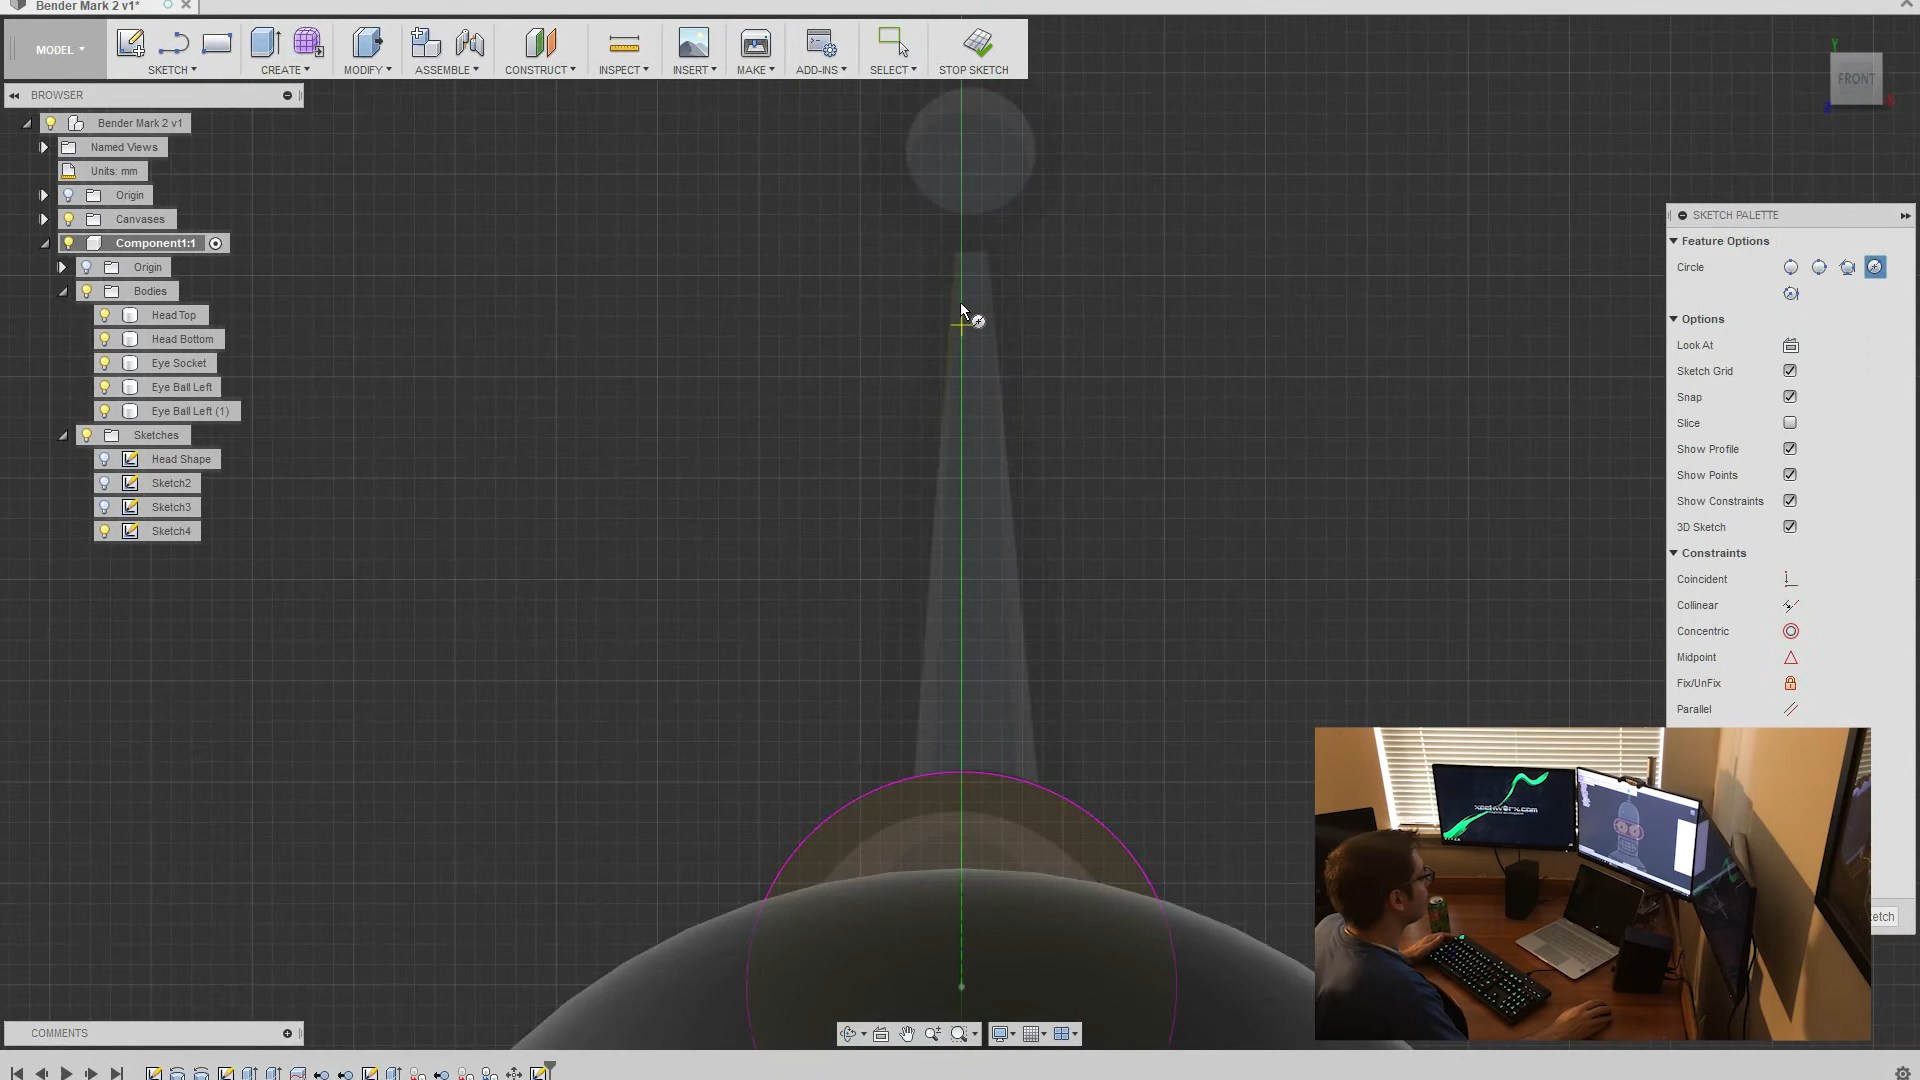 Bender Mark 2 v1*
MODEL
SKETCH
CREATE
MODIFY
ASSEMBLE
CONSTRUCT
INSPECT
INSERT
MAKE
ADD-INS
SELECT
STOP SKETCH
Y
FRONT
X
Z
BROWSER
Bender Mark 2 v1
Named Views
Units: mm
Origin
Canvases
Component1:1
Origin
Bodies
Head Top
Head Bottom
Eye Socket
Eye Ball Left
Eye Ball Left (1)
Sketches
Head Shape
Sketch2
Sketch3
Sketch4
SKETCH PALETTE
Feature Options
Circle
Options
Look At
Sketch Grid
Snap
Slice
Show Profile
Show Points
Show Constraints
3D Sketch
Constraints
Coincident
Collinear
Concentric
Midpoint
Fix/UnFix
Parallel
etch
COMMENTS